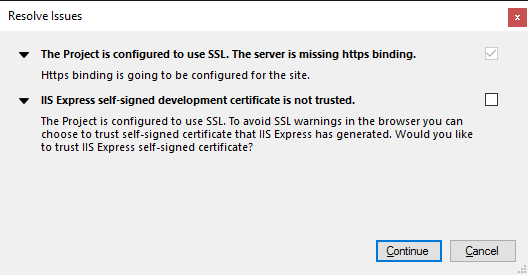 Resolve Issues
x
The Project is configured to use SSL. The server is missing https binding.
Https binding is going to be configured for the site.
IIS Express self-signed development certificate is not trusted.
The Project is configured to use SSL. To avoid SSL warnings in the browser you can
choose to trust self-signed certificate that IIS Express has generated. Would you like
to trust IIS Express self-signed certificate?
Continue
Cancel